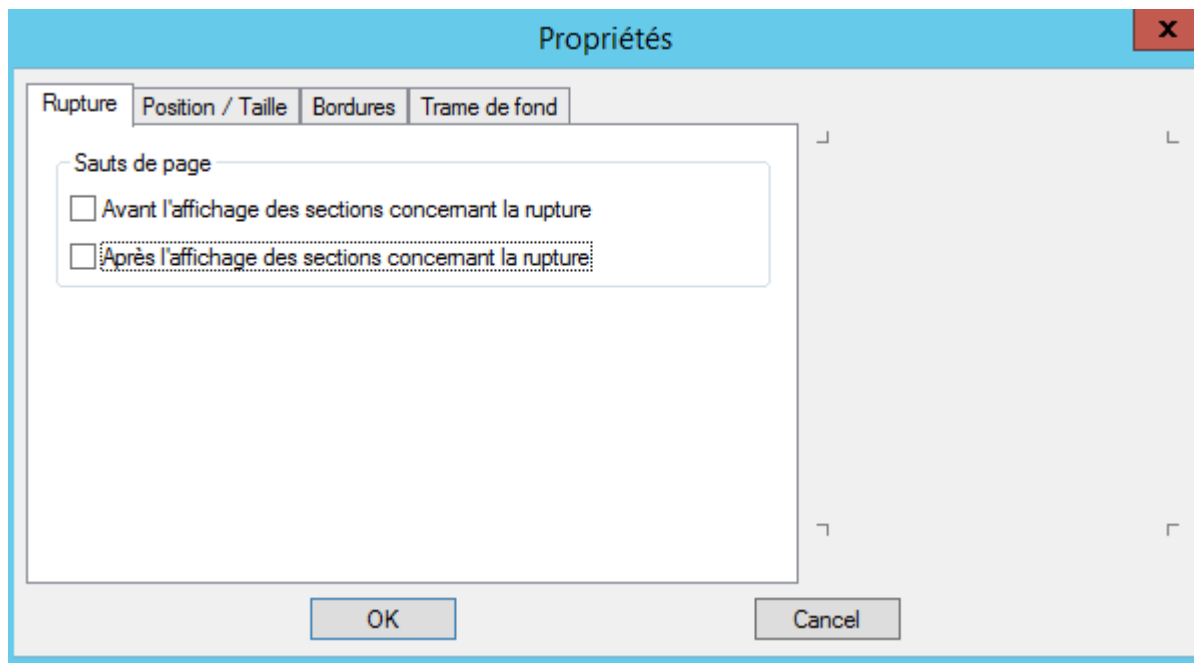 Propriétés
x
Rupture
Position / Taille
Bordures
Trame de fond
Sauts de page
Avant l'affichage des sections concernant la rupture
Après l'affichage des sections concernant la rupture
OK
Cancel